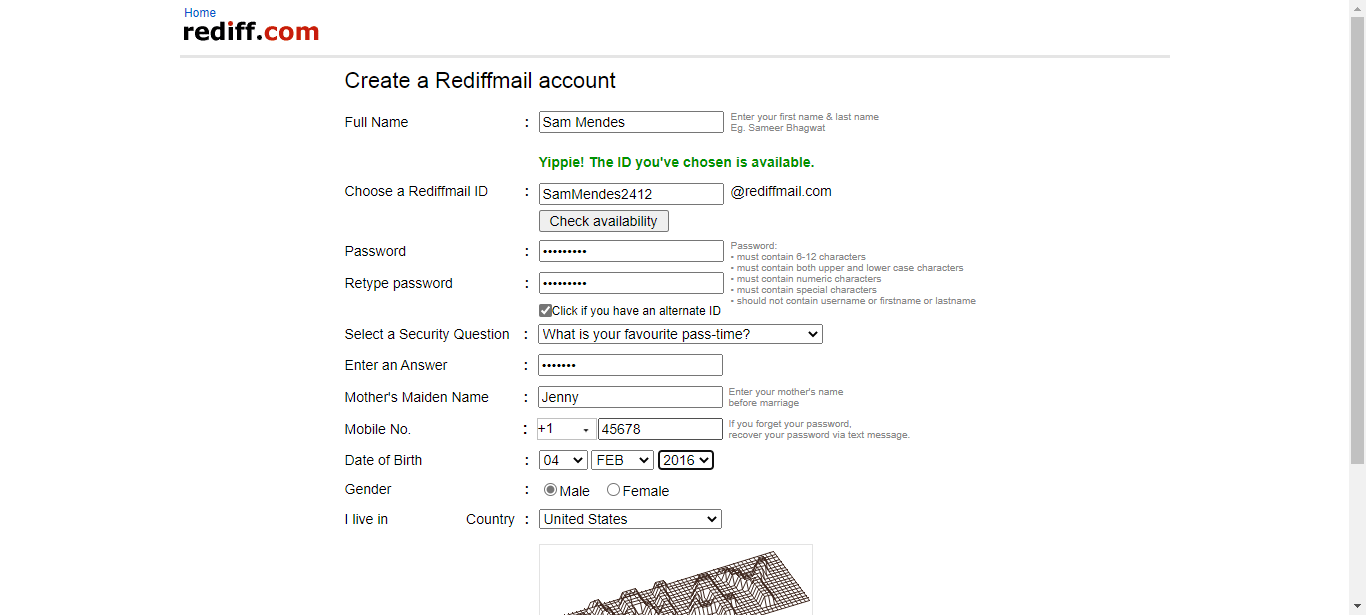 Home
rediff.com
Create a Rediffmail account
Full Name : Sam Mendes Enter your first name & last name
Eg. Sameer Bhagwat
Yippie! The ID you've chosen is available.
Choose a Rediffmail ID : SamMendes2412 @rediffmail.com
Check availability
Password : ••••••••• Password:
• must contain 6-12 characters
• must contain both upper and lower case characters
• must contain numeric characters
• must contain special characters
• should not contain username or firstname or lastname
Retype password : •••••••••
Click if you have an alternate ID
Select a Security Question : What is your favourite pass-time?
Enter an Answer : •••••••
Mother's Maiden Name : Jenny Enter your mother's name
before marriage
Mobile No. : +1 45678 If you forget your password,
recover your password via text message.
Date of Birth : 04 FEB 2016
Gender : Male Female
I live in Country : United States